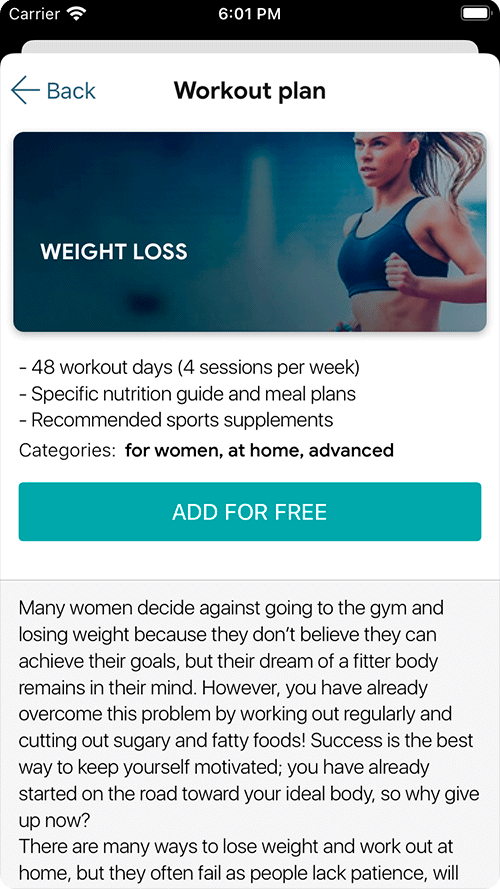 Carrier 6:01 PM
Back Workout plan
WEIGHT LOSS
- 48 workout days (4 sessions per week)
- Specific nutrition guide and meal plans
- Recommended sports supplements
Categories: for women, at home, advanced
ADD FOR FREE
Many women decide against going to the gym and
losing weight because they don’t believe they can
achieve their goals, but their dream of a fitter body
remains in their mind. However, you have already
overcome this problem by working out regularly and
cutting out sugary and fatty foods! Success is the best
way to keep yourself motivated; you have already
started on the road toward your ideal body, so why give
up now?
There are many ways to lose weight and work out at
home, but they often fail as people lack patience, will